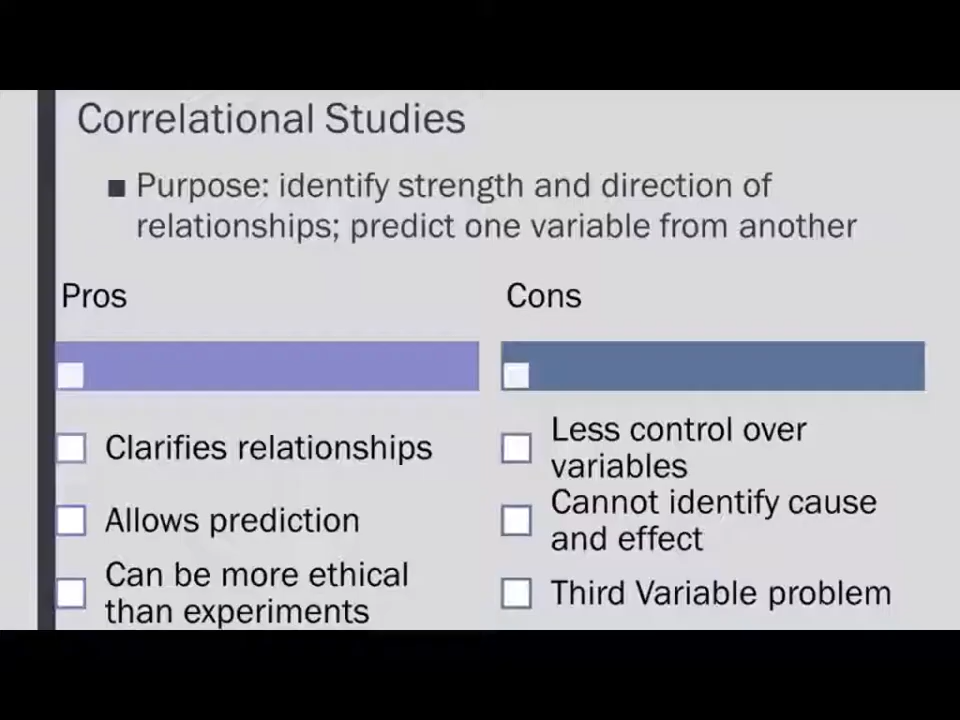 Correlational Studies
■ Purpose: identify strength and direction of
relationships; predict one variable from another
Pros
Clarifies relationships
Allows prediction
Can be more ethical
than experiments
Cons
Less control over
variables
Cannot identify cause
and effect
Third Variable problem